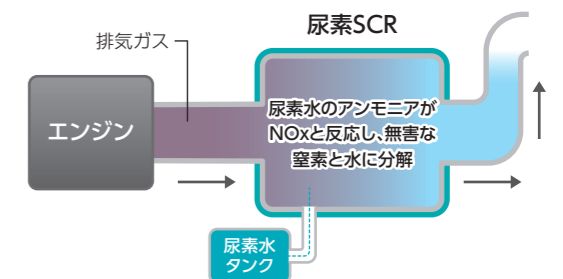 尿素SCR
排気ガス
エンジン
尿素水のアンモニアが
NOxと反応し、無害な
窒素と水に分解
尿素水
タンク